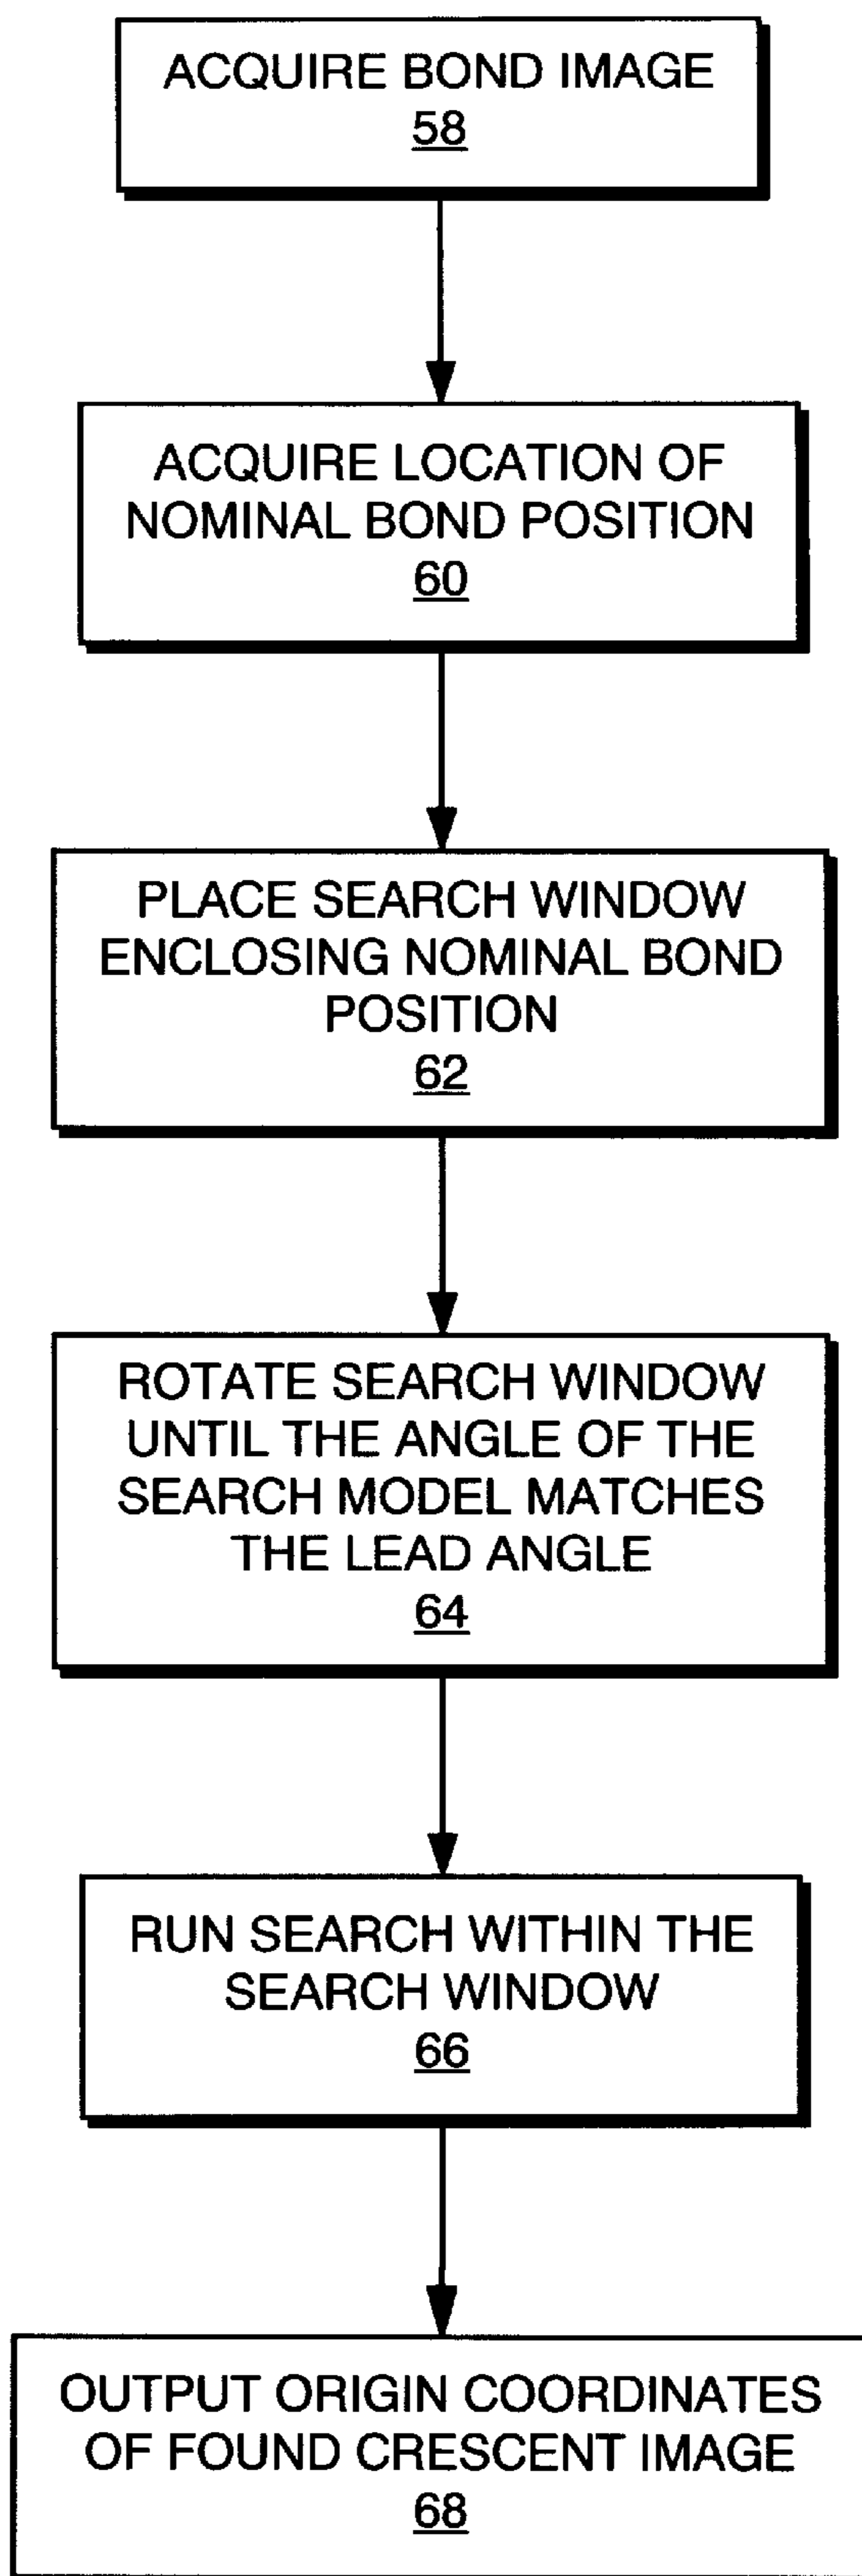 ACQUIRE BOND IMAGE
58
ACQUIRE LOCATION OF
NOMINAL BOND POSITION
60
PLACE SEARCH WINDOW
ENCLOSING NOMINAL BOND
POSITION
62
ROTATE SEARCH WINDOW
UNTIL THE ANGLE OF THE
SEARCH MODEL MATCHES
THE LEAD ANGLE
64
RUN SEARCH WITHIN THE
SEARCH WINDOW
66
OUTPUT ORIGIN COORDINATES
OF FOUND CRESCENT IMAGE
68